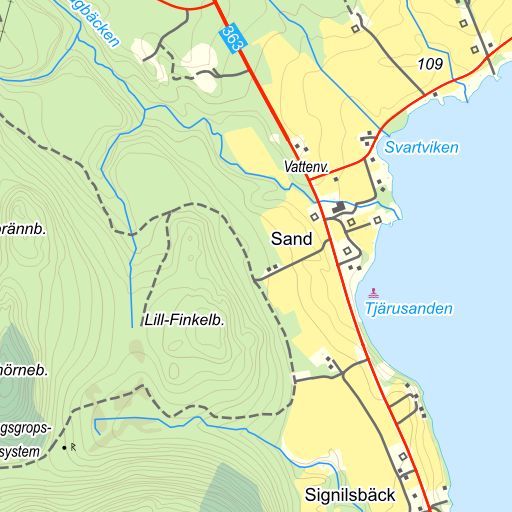 gbäcken
363
109
Svartviken
Vattenv.
rännb.
Sand
Tjärusanden
Lill-Finkelb.
hörneb.
gsgrops-
system
R
Signilsbäck